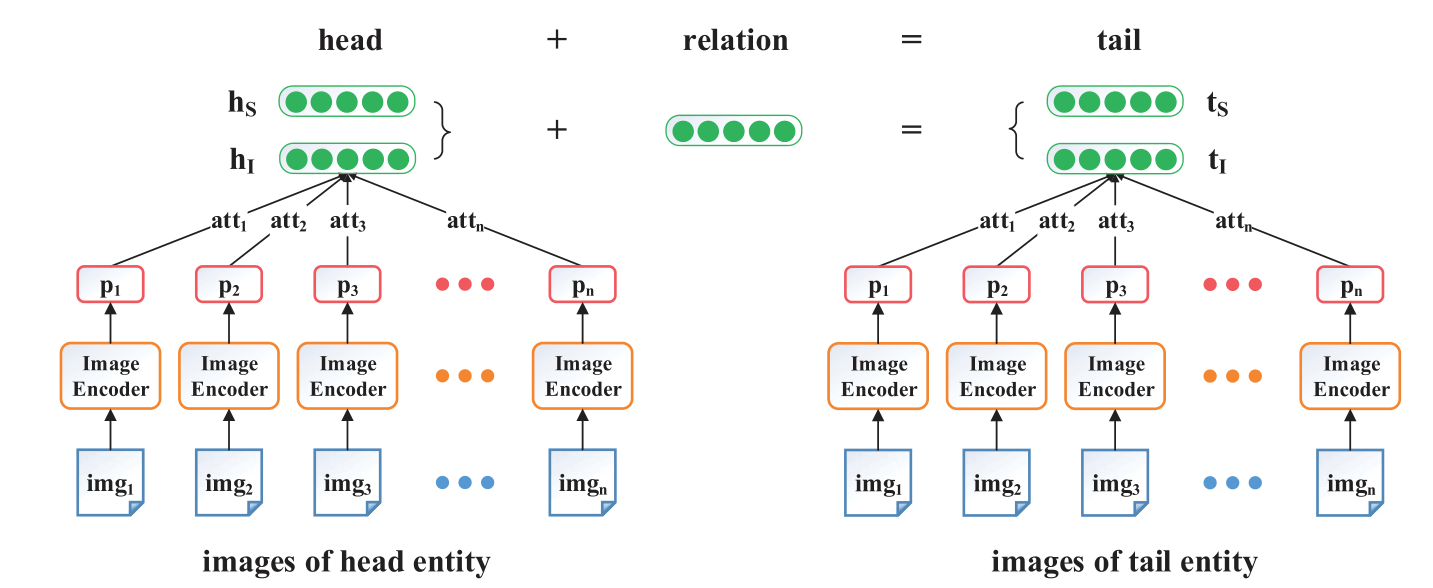 head + relation = tail
h_S + = t_S
h_I t_I
att_1 att_2 att_3 att_n att_1 att_2 att_3 att_n
p_1 p_2 p_3 p_n p_1 p_2 p_3 p_n
Image Encoder Image Encoder Image Encoder Image Encoder Image Encoder Image Encoder Image Encoder Image Encoder
img_1 img_2 img_3 img_n img_1 img_2 img_3 img_n
images of head entity images of tail entity